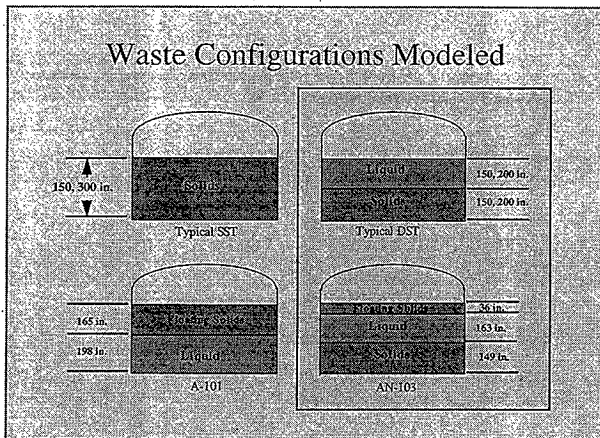 Waste Configurations Modeled
150, 300 in.
Solids
Typical SST
Liquid
Solids
150, 200 in.
150, 200 in.
Typical DST
Floating Solids
Liquid
165 in.
198 in.
A-101
Floating Solids
Liquid
Solids
36 in.
163 in.
149 in.
AN-103